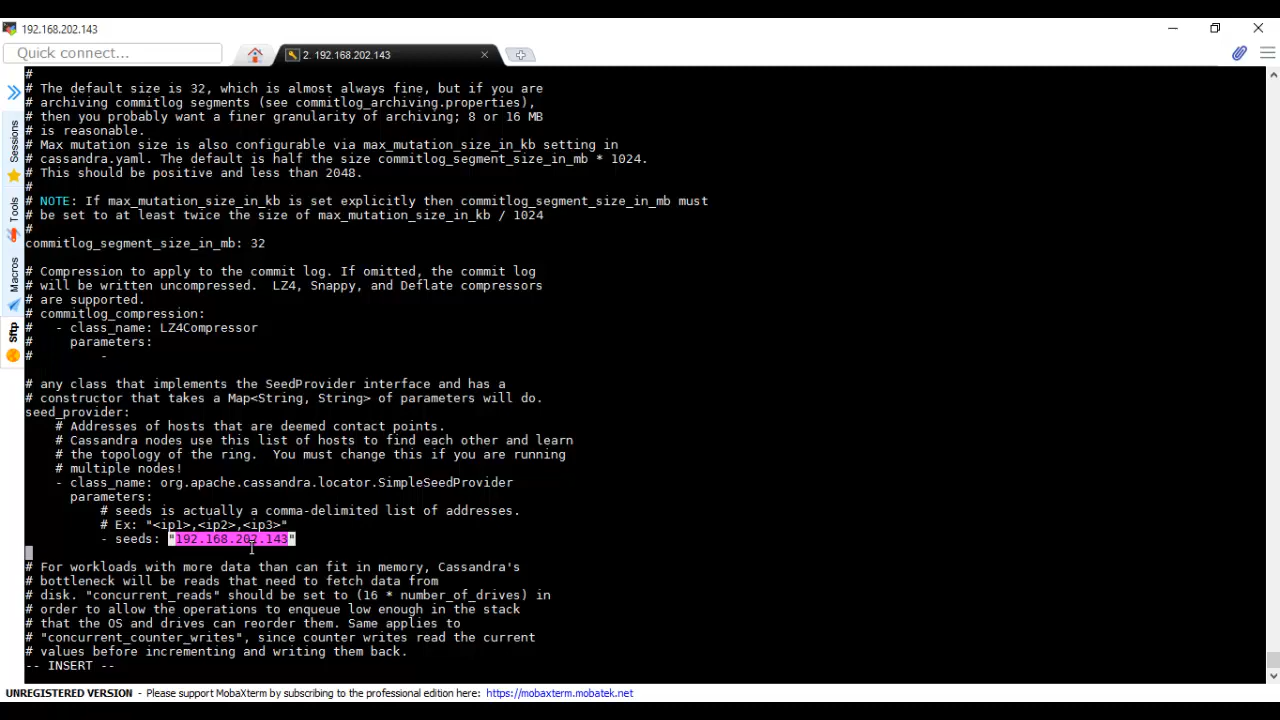 192.168.202.143
Quick connect...
2. 192.168.202.143
Sessions
Tools
Macros
Sftp
#
# The default size is 32, which is almost always fine, but if you are
# archiving commitlog segments (see commitlog_archiving.properties),
# then you probably want a finer granularity of archiving; 8 or 16 MB
# is reasonable.
# Max mutation size is also configurable via max_mutation_size_in_kb setting in
# cassandra.yaml. The default is half the size commitlog_segment_size_in_mb * 1024.
# This should be positive and less than 2048.
#
# NOTE: If max_mutation_size_in_kb is set explicitly then commitlog_segment_size_in_mb must
# be set to at least twice the size of max_mutation_size_in_kb / 1024
#
commitlog_segment_size_in_mb: 32
# Compression to apply to the commit log. If omitted, the commit log
# will be written uncompressed.  LZ4, Snappy, and Deflate compressors
# are supported.
# commitlog_compression:
#   - class_name: LZ4Compressor
#     parameters:
#         -
# any class that implements the SeedProvider interface and has a
# constructor that takes a Map<String, String> of parameters will do.
seed_provider:
    # Addresses of hosts that are deemed contact points.
    # Cassandra nodes use this list of hosts to find each other and learn
    # the topology of the ring.  You must change this if you are running
    # multiple nodes!
    - class_name: org.apache.cassandra.locator.SimpleSeedProvider
      parameters:
          # seeds is actually a comma-delimited list of addresses.
          # Ex: "<ip1>,<ip2>,<ip3>"
          - seeds: "192.168.202.143"
# For workloads with more data than can fit in memory, Cassandra's
# bottleneck will be reads that need to fetch data from
# disk. "concurrent_reads" should be set to (16 * number_of_drives) in
# order to allow the operations to enqueue low enough in the stack
# that the OS and drives can reorder them. Same applies to
# "concurrent_counter_writes", since counter writes read the current
# values before incrementing and writing them back.
-- INSERT --
UNREGISTERED VERSION - Please support MobaXterm by subscribing to the professional edition here: https://mobaxterm.mobatek.net